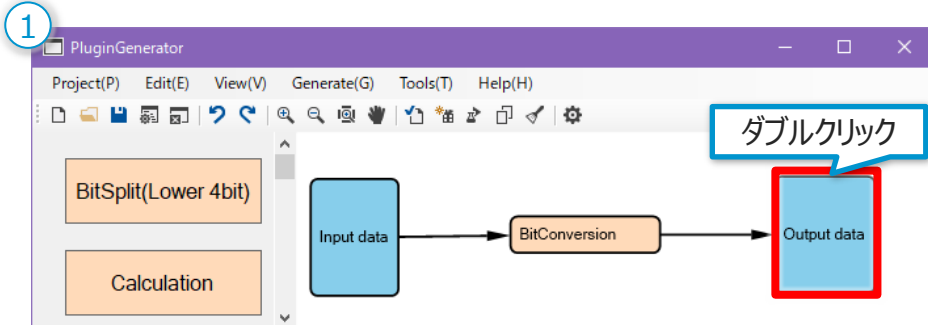 1
PluginGenerator
Project(P) Edit(E) View(V) Generate(G) Tools(T) Help(H)
ダブルクリック
BitSplit(Lower 4bit)
Input data
BitConversion
Output data
Calculation